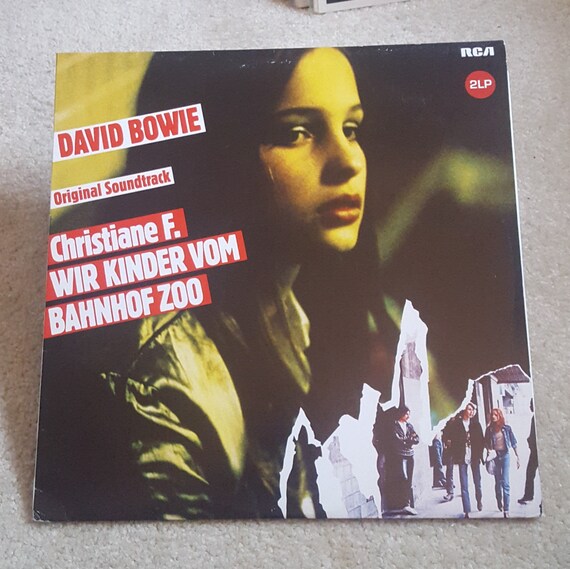 RCA
2LP
DAVID BOWIE
Original Soundtrack
Christiane F.
WIR KINDER VOM
BAHNHOF ZOO